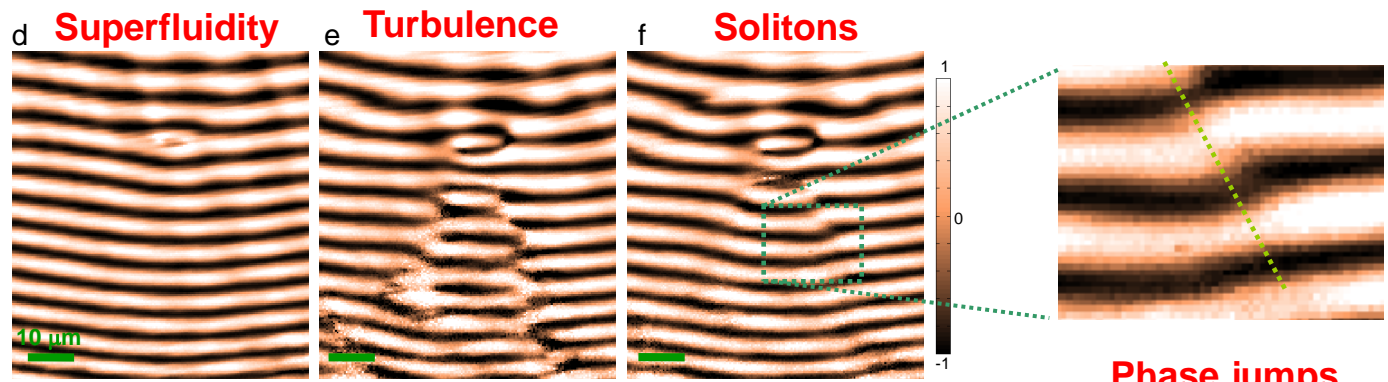 d Superfluidity
e Turbulence
f Solitons
1
0
-1
10 µm
Phase jumps